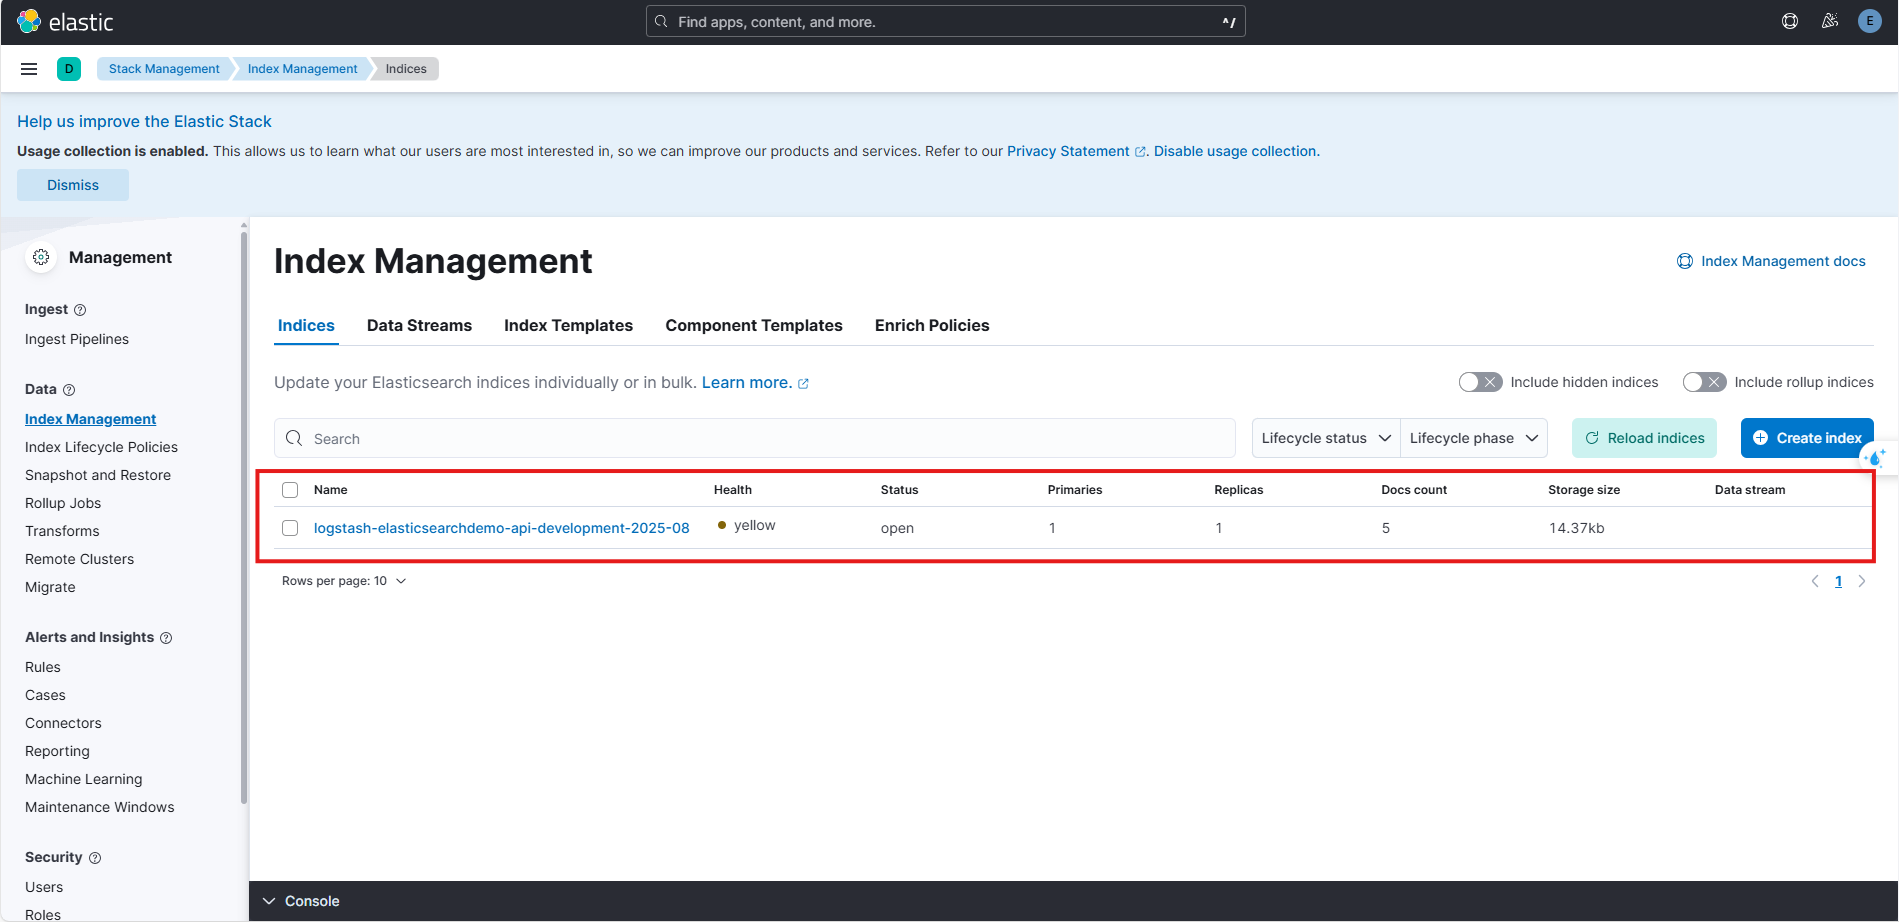 elastic
Find apps, content, and more.
^/
E
D
Stack Management
Index Management
Indices
Help us improve the Elastic Stack
Usage collection is enabled. This allows us to learn what our users are most interested in, so we can improve our products and services. Refer to our Privacy Statement. Disable usage collection.
Dismiss
Management
Ingest
Ingest Pipelines
Data
Index Management
Index Lifecycle Policies
Snapshot and Restore
Rollup Jobs
Transforms
Remote Clusters
Migrate
Alerts and Insights
Rules
Cases
Connectors
Reporting
Machine Learning
Maintenance Windows
Security
Users
Roles
Index Management
Index Management docs
Indices
Data Streams
Index Templates
Component Templates
Enrich Policies
Update your Elasticsearch indices individually or in bulk. Learn more.
Include hidden indices
Include rollup indices
Search
Lifecycle status
Lifecycle phase
Reload indices
Create index
Name Health Status Primaries Replicas Docs count Storage size Data stream
logstash-elasticsearchdemo-api-development-2025-08 yellow open 1 1 5 14.37kb
Rows per page: 10
1
Console